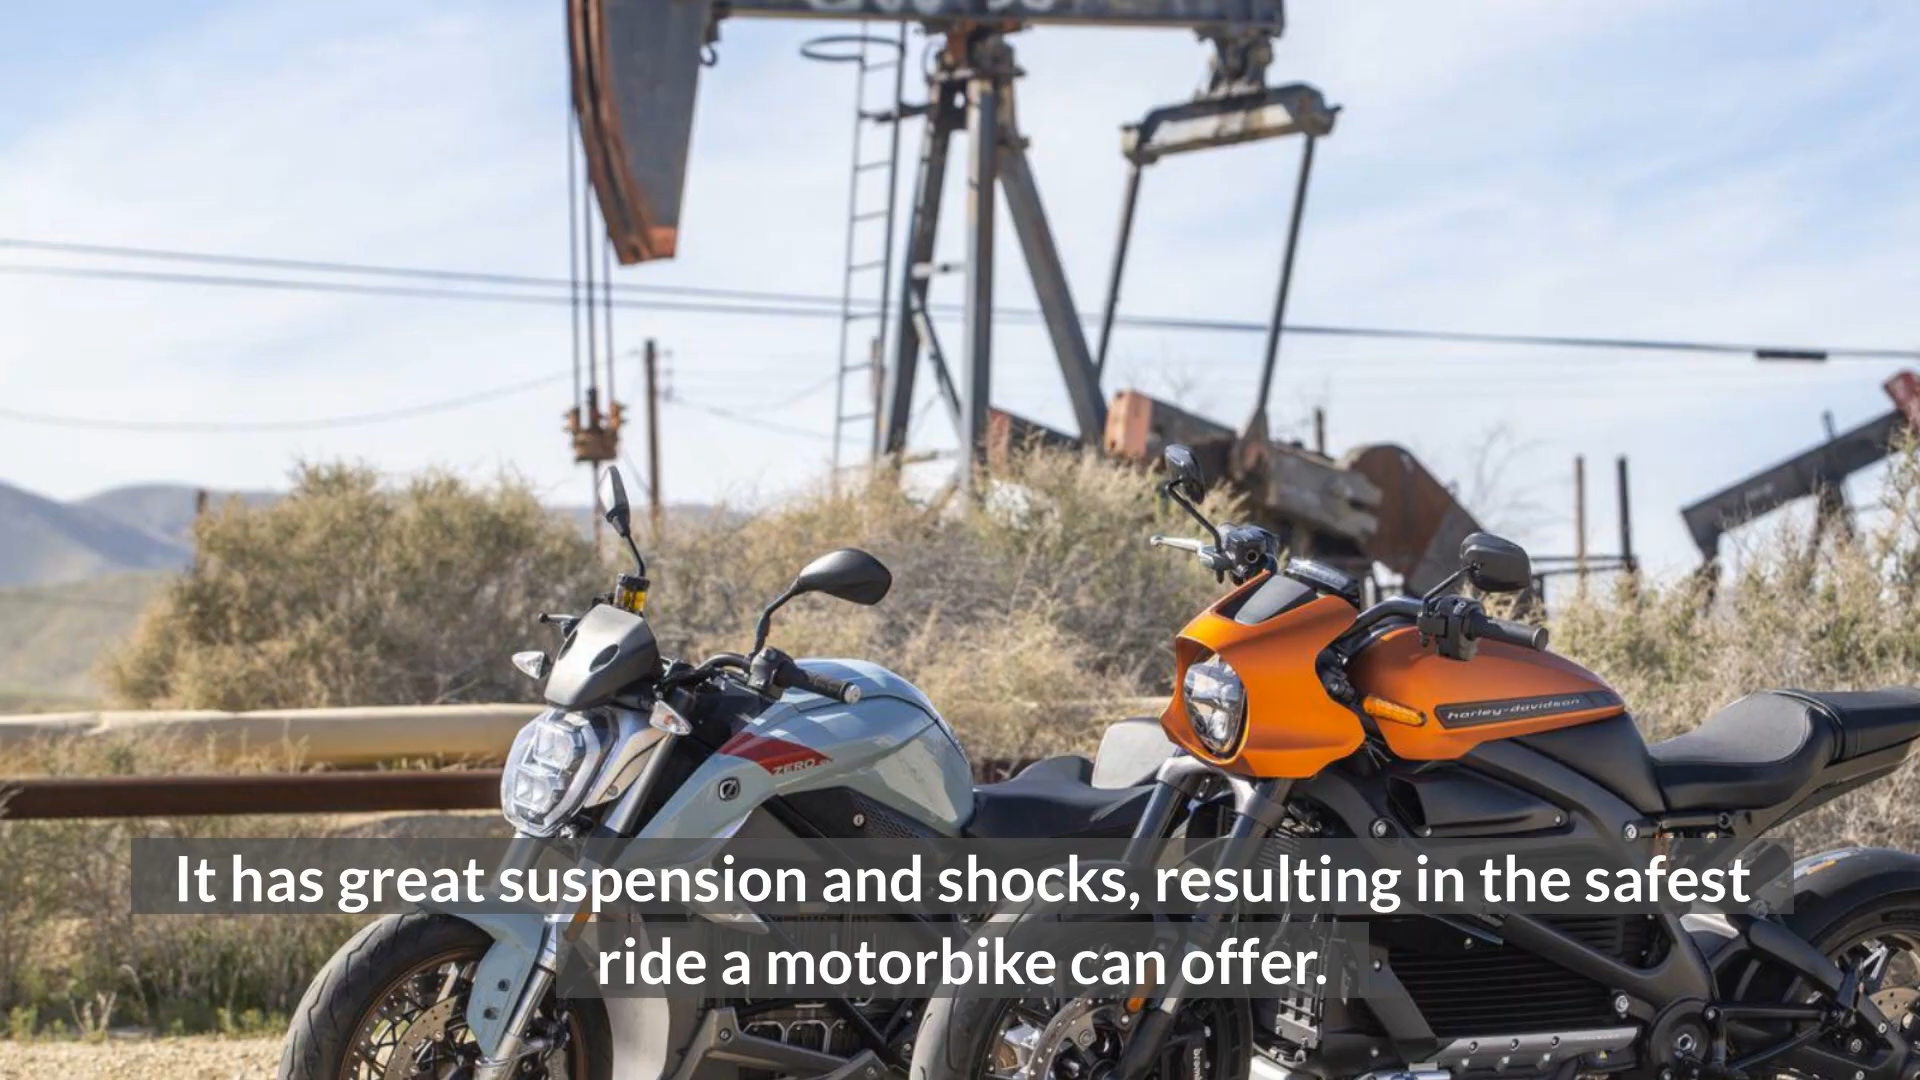 ZERO
harley-davidson
It has great suspension and shocks, resulting in the safest
ride a motorbike can offer.